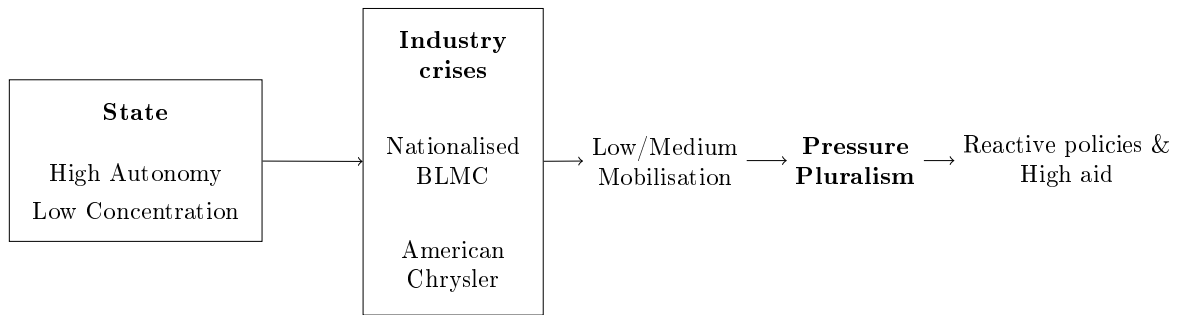 State
High Autonomy
Low Concentration
Industry
crises
Nationalised
BLMC
American
Chrysler
Low/Medium
Mobilisation
Pressure
Pluralism
Reactive policies &
High aid